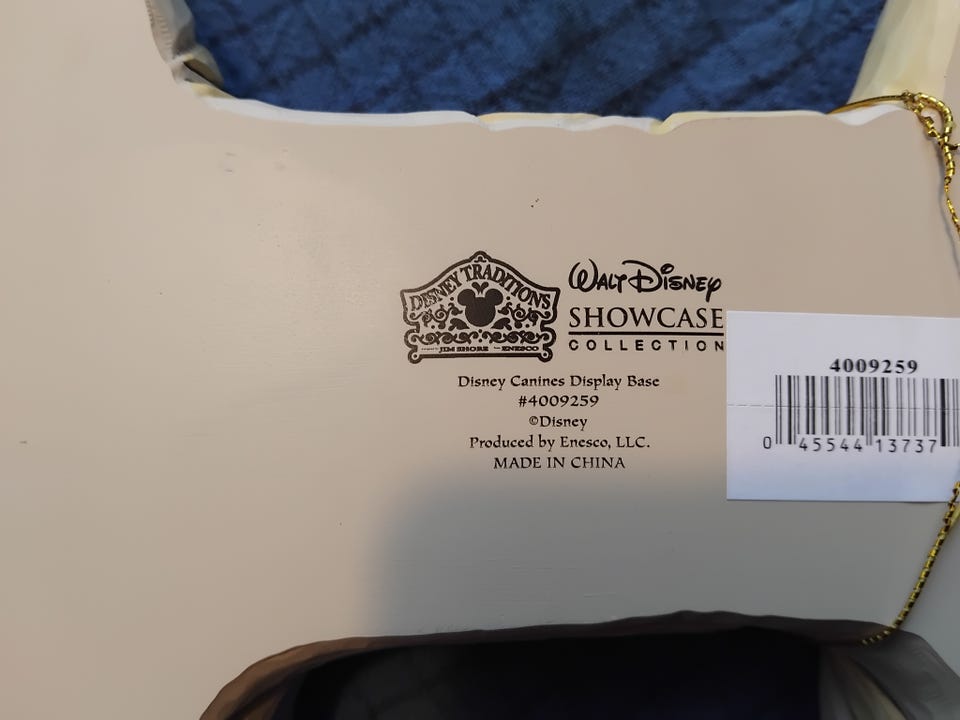 DISNEY TRADITIONS
JIM SHORE ENESCO
WALT DISNEY
SHOWCASE
COLLECTION
Disney Canines Display Base
#4009259
©Disney
Produced by Enesco, LLC.
MADE IN CHINA
4009259
0 45544 13737